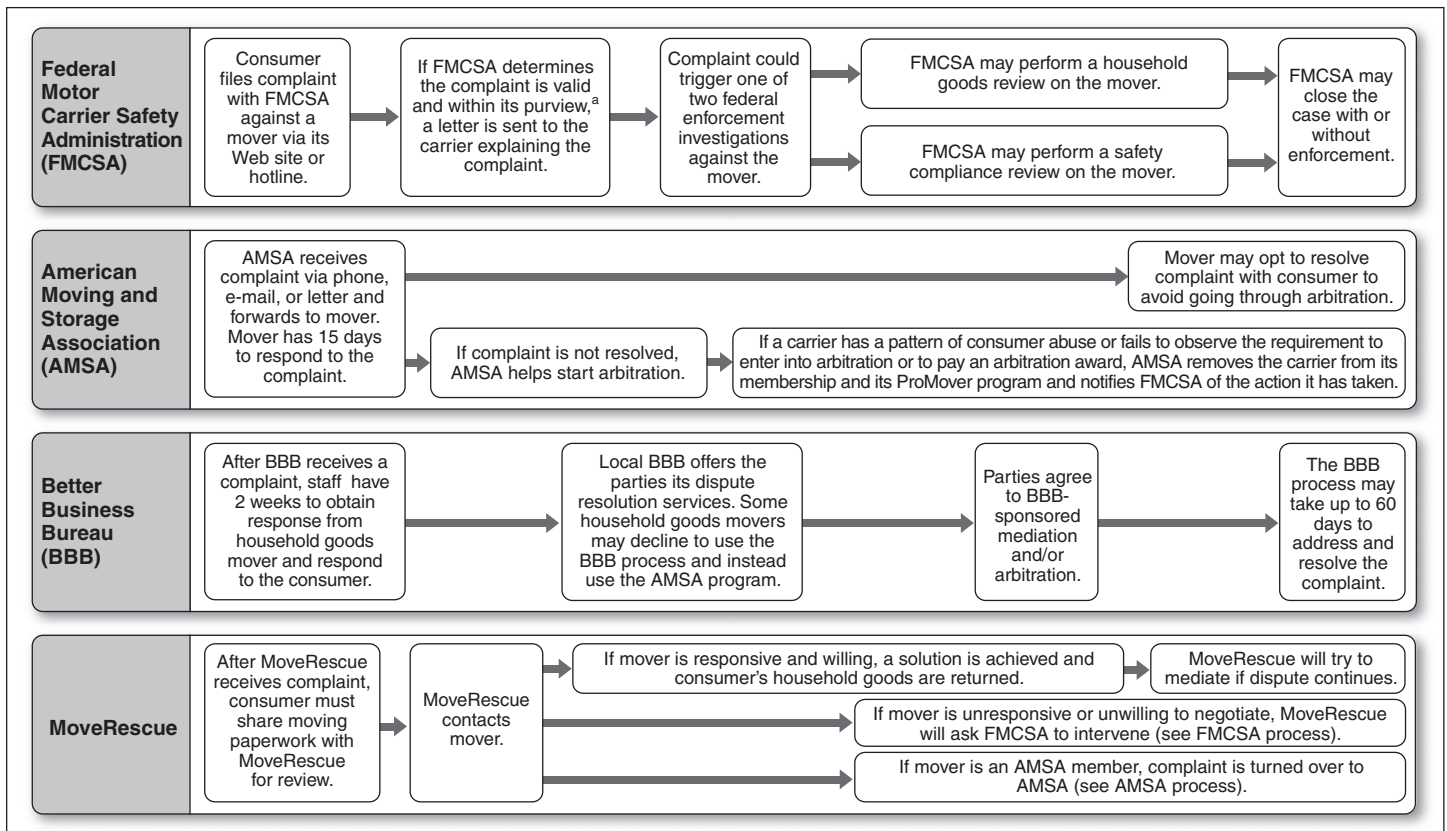 Federal
Motor
Carrier Safety
Administration
(FMCSA)
Consumer
files complaint
with FMCSA
against a
mover via its
Web site or
hotline.
If FMCSA determines
the complaint is valid
and within its purview,a
a letter is sent to the
carrier explaining the
complaint.
Complaint could
trigger one of
two federal
enforcement
investigations
against the
mover.
FMCSA may perform a household
goods review on the mover.
FMCSA may perform a safety
compliance review on the mover.
FMCSA may
close the
case with or
without
enforcement.
American
Moving and
Storage
Association
(AMSA)
AMSA receives
complaint via phone,
e-mail, or letter and
forwards to mover.
Mover has 15 days
to respond to the
complaint.
Mover may opt to resolve
complaint with consumer to
avoid going through arbitration.
If complaint is not resolved,
AMSA helps start arbitration.
If a carrier has a pattern of consumer abuse or fails to observe the requirement to
enter into arbitration or to pay an arbitration award, AMSA removes the carrier from its
membership and its ProMover program and notifies FMCSA of the action it has taken.
Better
Business
Bureau
(BBB)
After BBB receives a
complaint, staff have
2 weeks to obtain
response from
household goods
mover and respond
to the consumer.
Local BBB offers the
parties its dispute
resolution services. Some
household goods movers
may decline to use the
BBB process and instead
use the AMSA program.
Parties agree
to BBB-
sponsored
mediation
and/or
arbitration.
The BBB
process may
take up to 60
days to
address and
resolve the
complaint.
MoveRescue
After MoveRescue
receives complaint,
consumer must
share moving
paperwork with
MoveRescue
for review.
MoveRescue
contacts
mover.
If mover is responsive and willing, a solution is achieved and
consumer's household goods are returned.
MoveRescue will try to
mediate if dispute continues.
If mover is unresponsive or unwilling to negotiate, MoveRescue
will ask FMCSA to intervene (see FMCSA process).
If mover is an AMSA member, complaint is turned over to
AMSA (see AMSA process).